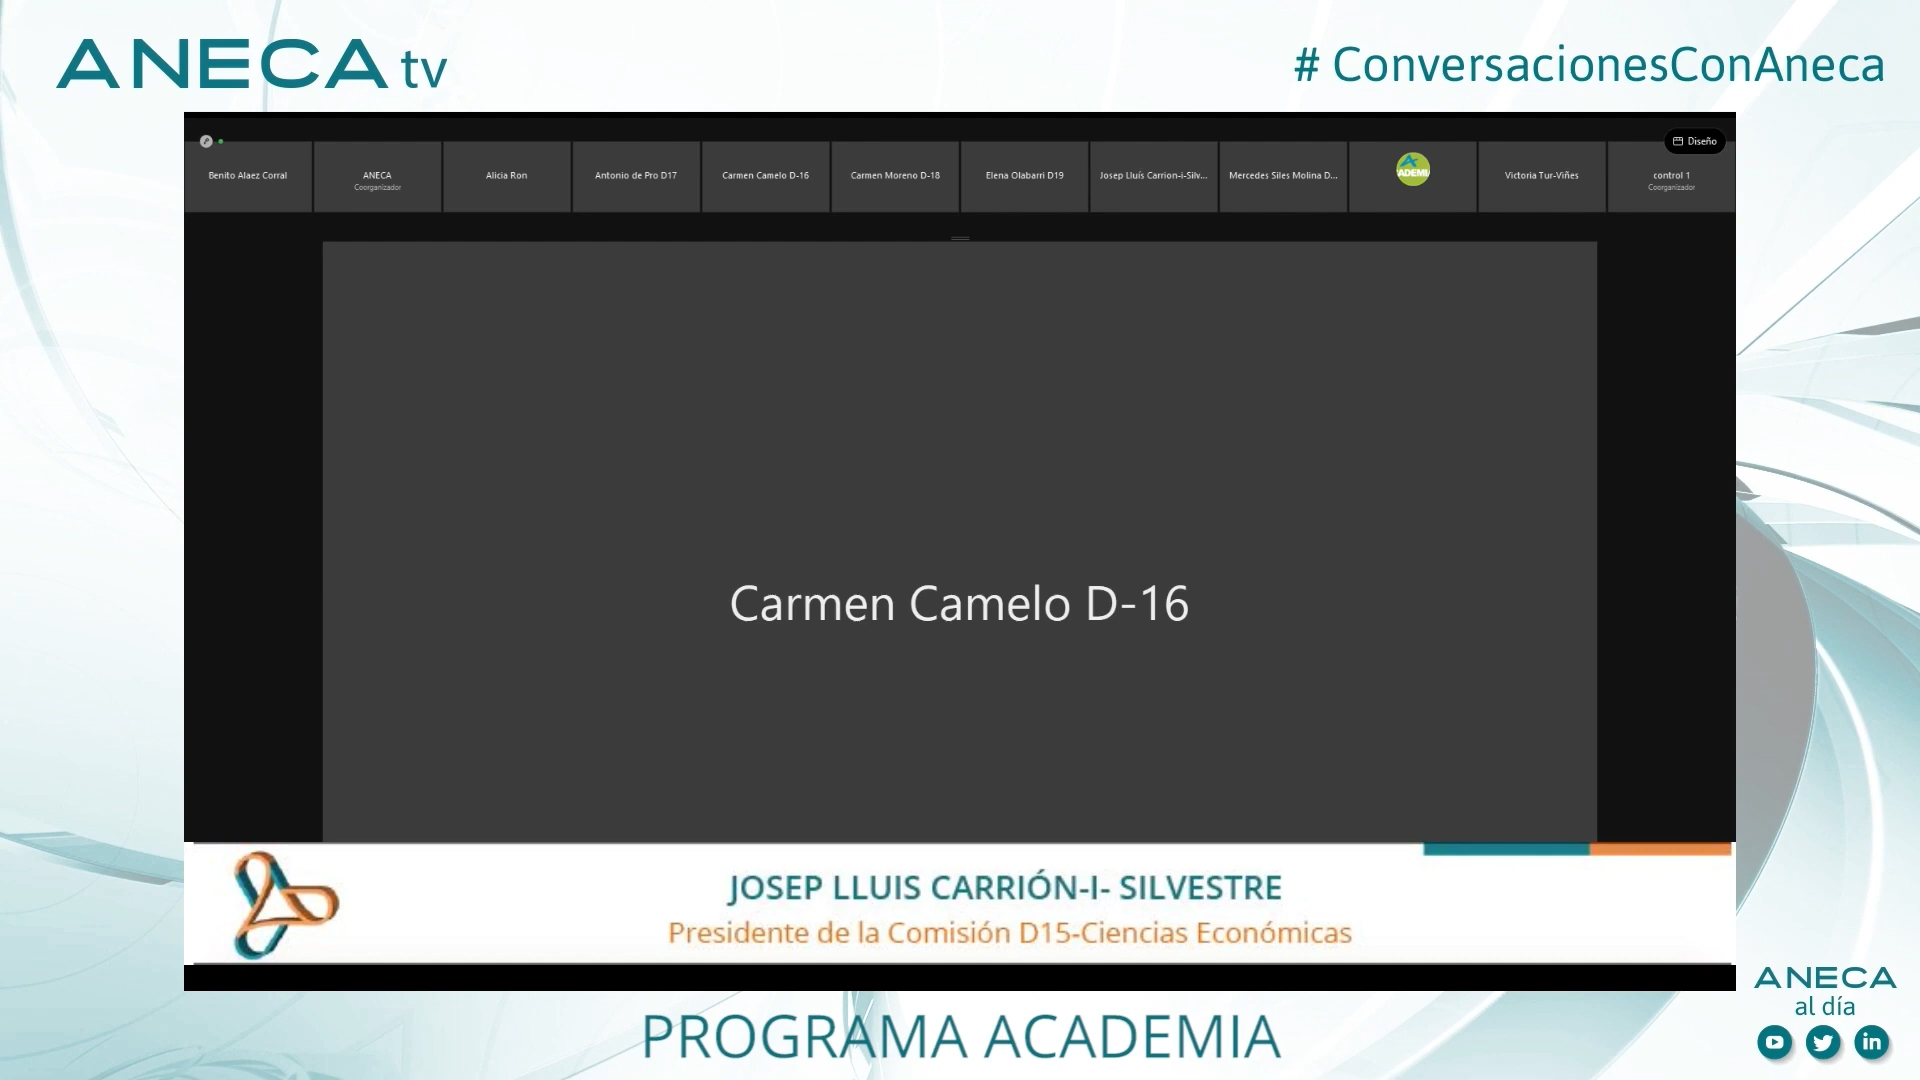 ANECA tv
# ConversacionesConAneca
Diseño
Benito Alaez Corral
ANECA
Coorganizador
Alicia Ron
Antonio de Pro D17
Carmen Camelo D-16
Carmen Moreno D-18
Elena Olabarri D19
Josep Lluís Carrion-i-Silv...
Mercedes Siles Molina D...
ADEMI
Victoria Tur-Viñes
control 1
Coorganizador
Carmen Camelo D-16
JOSEP LLUIS CARRIÓN-I- SILVESTRE
Presidente de la Comisión D15-Ciencias Económicas
ANECA
al día
in
PROGRAMA ACADEMIA